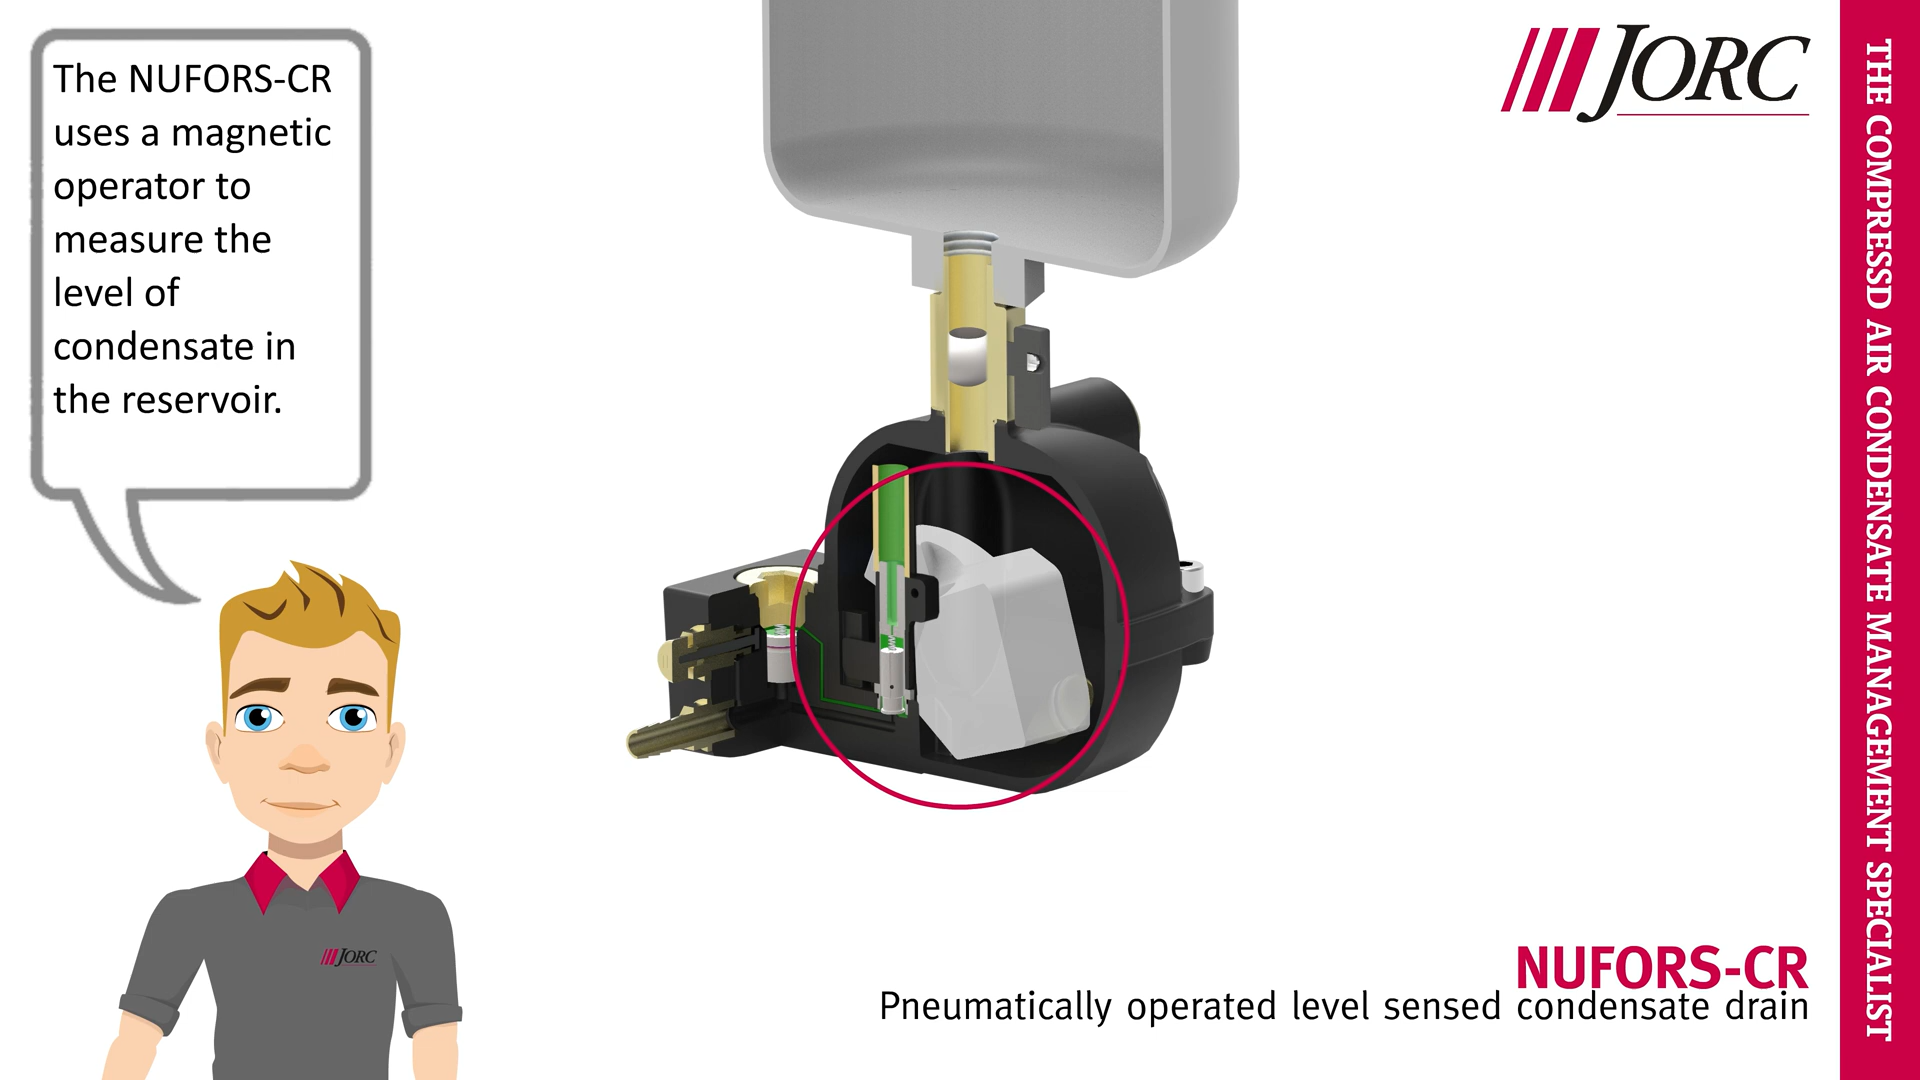 The NUFORS-CR
uses a magnetic
operator to
measure the
level of
condensate in
the reservoir.
JORC
THE COMPRESSD AIR CONDENSATE MANAGEMENT SPECIALIST
JORC
NUFORS-CR
Pneumatically operated level sensed condensate drain